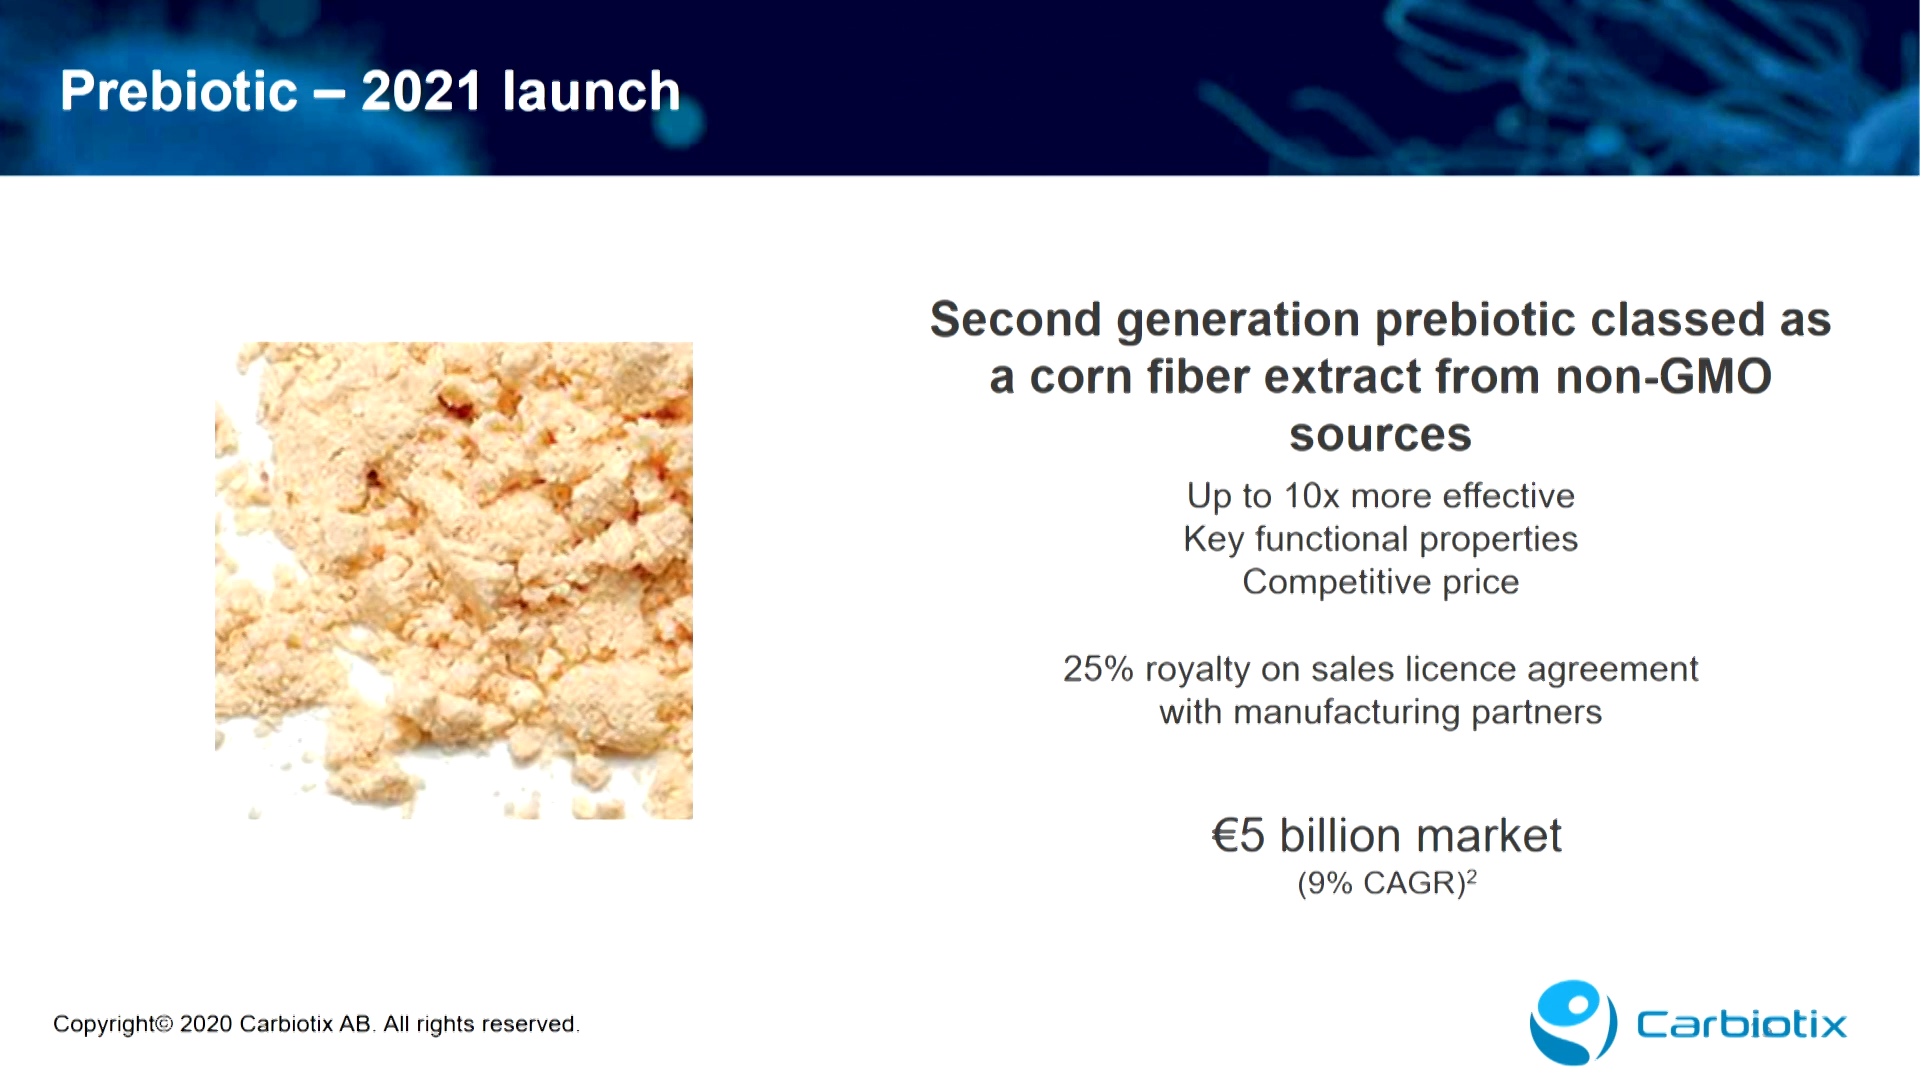 Prebiotic – 2021 launch
Second generation prebiotic classed as
a corn fiber extract from non-GMO
sources
Up to 10x more effective
Key functional properties
Competitive price
25% royalty on sales licence agreement
with manufacturing partners
€5 billion market
(9% CAGR)²
Copyright© 2020 Carbiotix AB. All rights reserved.
Carbiotix